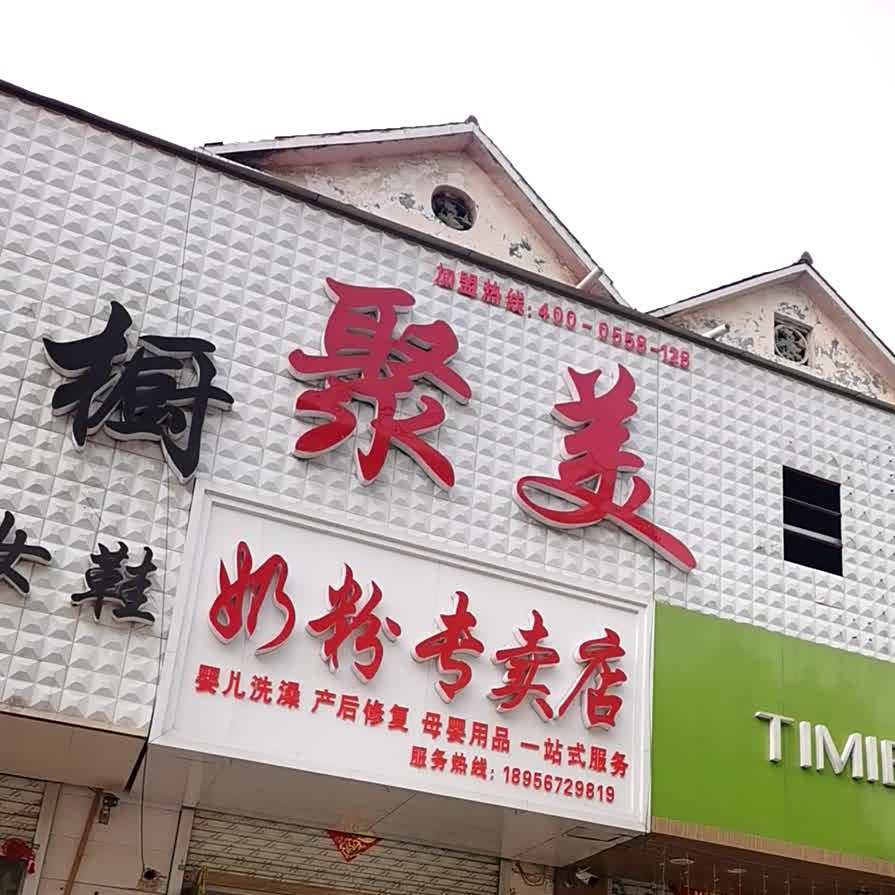 加盟热线:400-0558-128
橱
聚美
女鞋
奶粉专卖店
婴儿洗澡 产后修复 母婴用品 一站式服务
服务热线: 18956729819
TIMIE